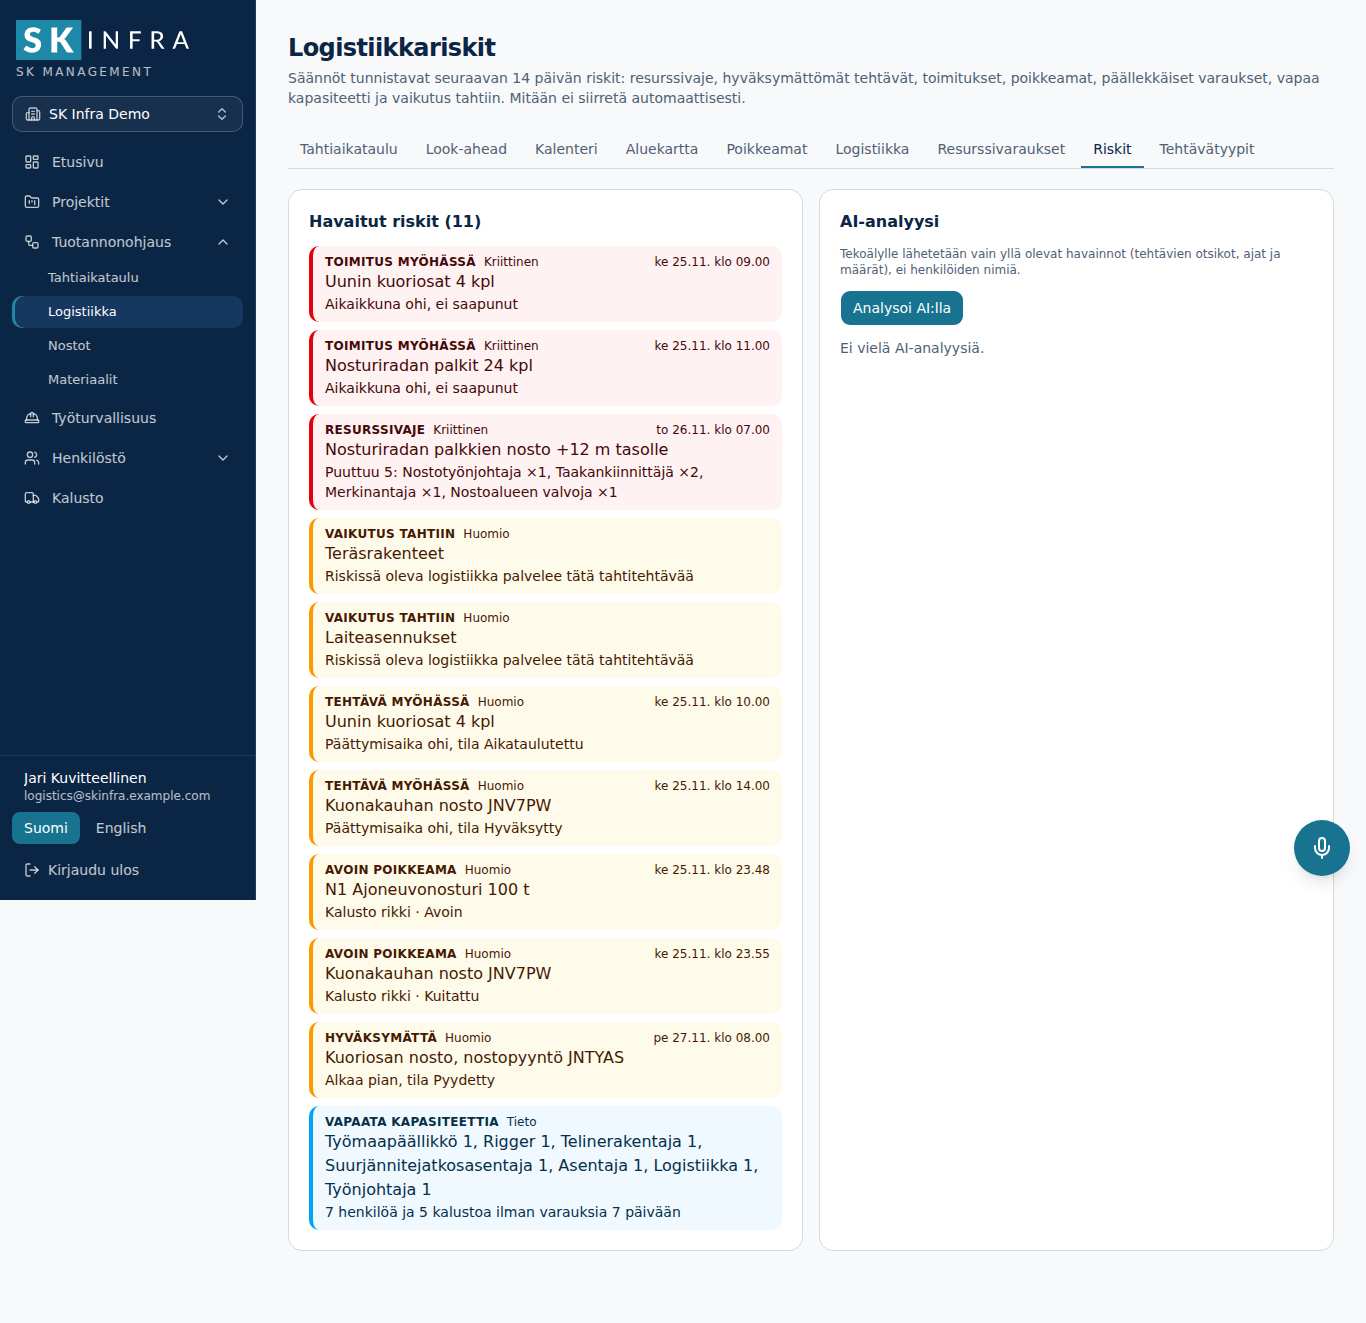 SK INFRA
SK MANAGEMENT
SK Infra Demo
Etusivu
Projektit
Tuotannonohjaus
Tahtiaikataulu
Logistiikka
Nostot
Materiaalit
Työturvallisuus
Henkilöstö
Kalusto
Jari Kuvitteellinen
logistics@skinfra.example.com
Suomi English
Kirjaudu ulos
Logistiikkariskit
Säännöt tunnistavat seuraavan 14 päivän riskit: resurssivaje, hyväksymättömät tehtävät, toimitukset, poikkeamat, päällekkäiset varaukset, vapaa
kapasiteetti ja vaikutus tahtiin. Mitään ei siirretä automaattisesti.
Tahtiaikataulu Look-ahead Kalenteri Aluekartta Poikkeamat Logistiikka Resurssivaraukset Riskit Tehtävätyypit
Havaitut riskit (11)
TOIMITUS MYÖHÄSSÄ Kriittinen ke 25.11. klo 09.00
Uunin kuoriosat 4 kpl
Aikaikkuna ohi, ei saapunut
TOIMITUS MYÖHÄSSÄ Kriittinen ke 25.11. klo 11.00
Nosturiradan palkit 24 kpl
Aikaikkuna ohi, ei saapunut
RESURSSIVAJE Kriittinen to 26.11. klo 07.00
Nosturiradan palkkien nosto +12 m tasolle
Puuttuu 5: Nostotyönjohtaja ×1, Taakankiinnittäjä ×2,
Merkinantaja ×1, Nostoalueen valvoja ×1
VAIKUTUS TAHTIIN Huomio
Teräsrakenteet
Riskissä oleva logistiikka palvelee tätä tahtitehtävää
VAIKUTUS TAHTIIN Huomio
Laiteasennukset
Riskissä oleva logistiikka palvelee tätä tahtitehtävää
TEHTÄVÄ MYÖHÄSSÄ Huomio ke 25.11. klo 10.00
Uunin kuoriosat 4 kpl
Päättymisaika ohi, tila Aikataulutettu
TEHTÄVÄ MYÖHÄSSÄ Huomio ke 25.11. klo 14.00
Kuonakauhan nosto JNV7PW
Päättymisaika ohi, tila Hyväksytty
AVOIN POIKKEAMA Huomio ke 25.11. klo 23.48
N1 Ajoneuvonosturi 100 t
Kalusto rikki · Avoin
AVOIN POIKKEAMA Huomio ke 25.11. klo 23.55
Kuonakauhan nosto JNV7PW
Kalusto rikki · Kuitattu
HYVÄKSYMÄTTÄ Huomio pe 27.11. klo 08.00
Kuoriosan nosto, nostopyyntö JNTYAS
Alkaa pian, tila Pyydetty
VAPAATA KAPASITEETTIA Tieto
Työmaapäällikkö 1, Rigger 1, Telinerakentaja 1,
Suurjännitejatkosasentaja 1, Asentaja 1, Logistiikka 1,
Työnjohtaja 1
7 henkilöä ja 5 kalustoa ilman varauksia 7 päivään
AI-analyysi
Tekoälylle lähetetään vain yllä olevat havainnot (tehtävien otsikot, ajat ja
määrät), ei henkilöiden nimiä.
Analysoi AI:lla
Ei vielä AI-analyysiä.